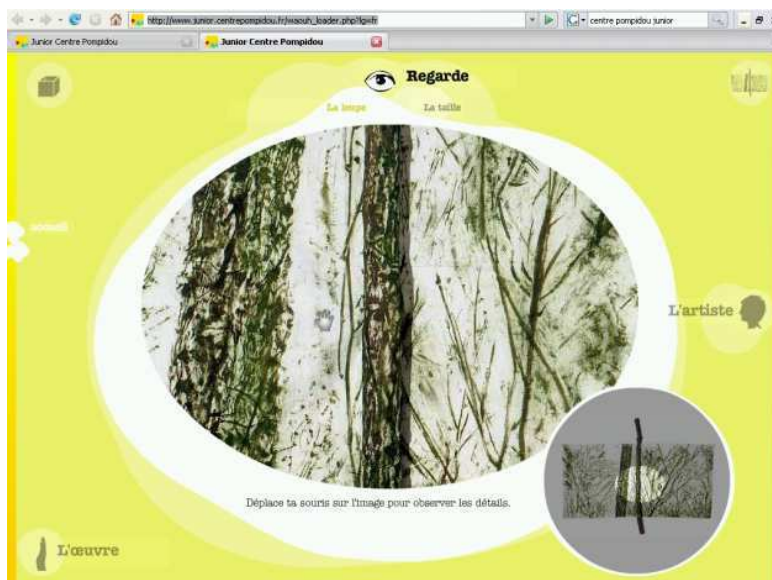 http://www.junior.centrepompidou.fr/waouh_loader.php?lg=fr
centre pompidou junior
Junior Centre Pompidou
Junior Centre Pompidou
Regarde
La loupe
La taille
accueil
L'artiste
Déplace ta souris sur l'image pour observer les détails.
L'œuvre